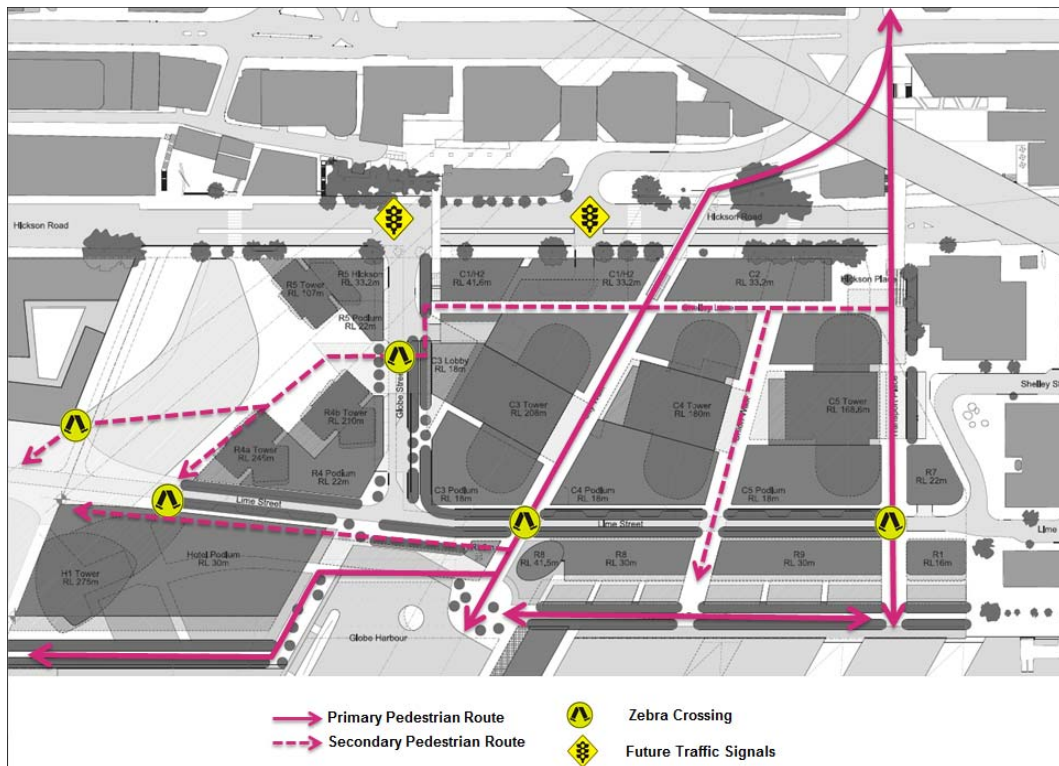 Hickson Road
Hickson Road
R5 Tower
RL 107m
R5 Hickson
RL 33.2m
C1/H2
RL 41.6m
C1/H2
RL 33.2m
C2
RL 33.2m
Hickson Place
R5 Podium
RL 22m
Shelley Lane
C3 Lobby
RL 18m
Globe Street
Shelley St
R4b Tower
RL 210m
C3 Tower
RL 208m
C4 Tower
RL 180m
C5 Tower
RL 168.6m
Transport Place
R4a Tower
RL 245m
R4 Podium
RL 22m
C3 Podium
RL 18m
C4 Podium
RL 18m
C5 Podium
RL 18m
R7
RL 22m
Lime Street
Lime Street
Lime
Hotel Podium
RL 30m
H1 Tower
RL 275m
R8
RL 41.5m
R8
RL 30m
R9
RL 30m
R1
RL16m
Globe Harbour
Primary Pedestrian Route
Zebra Crossing
Secondary Pedestrian Route
Future Traffic Signals